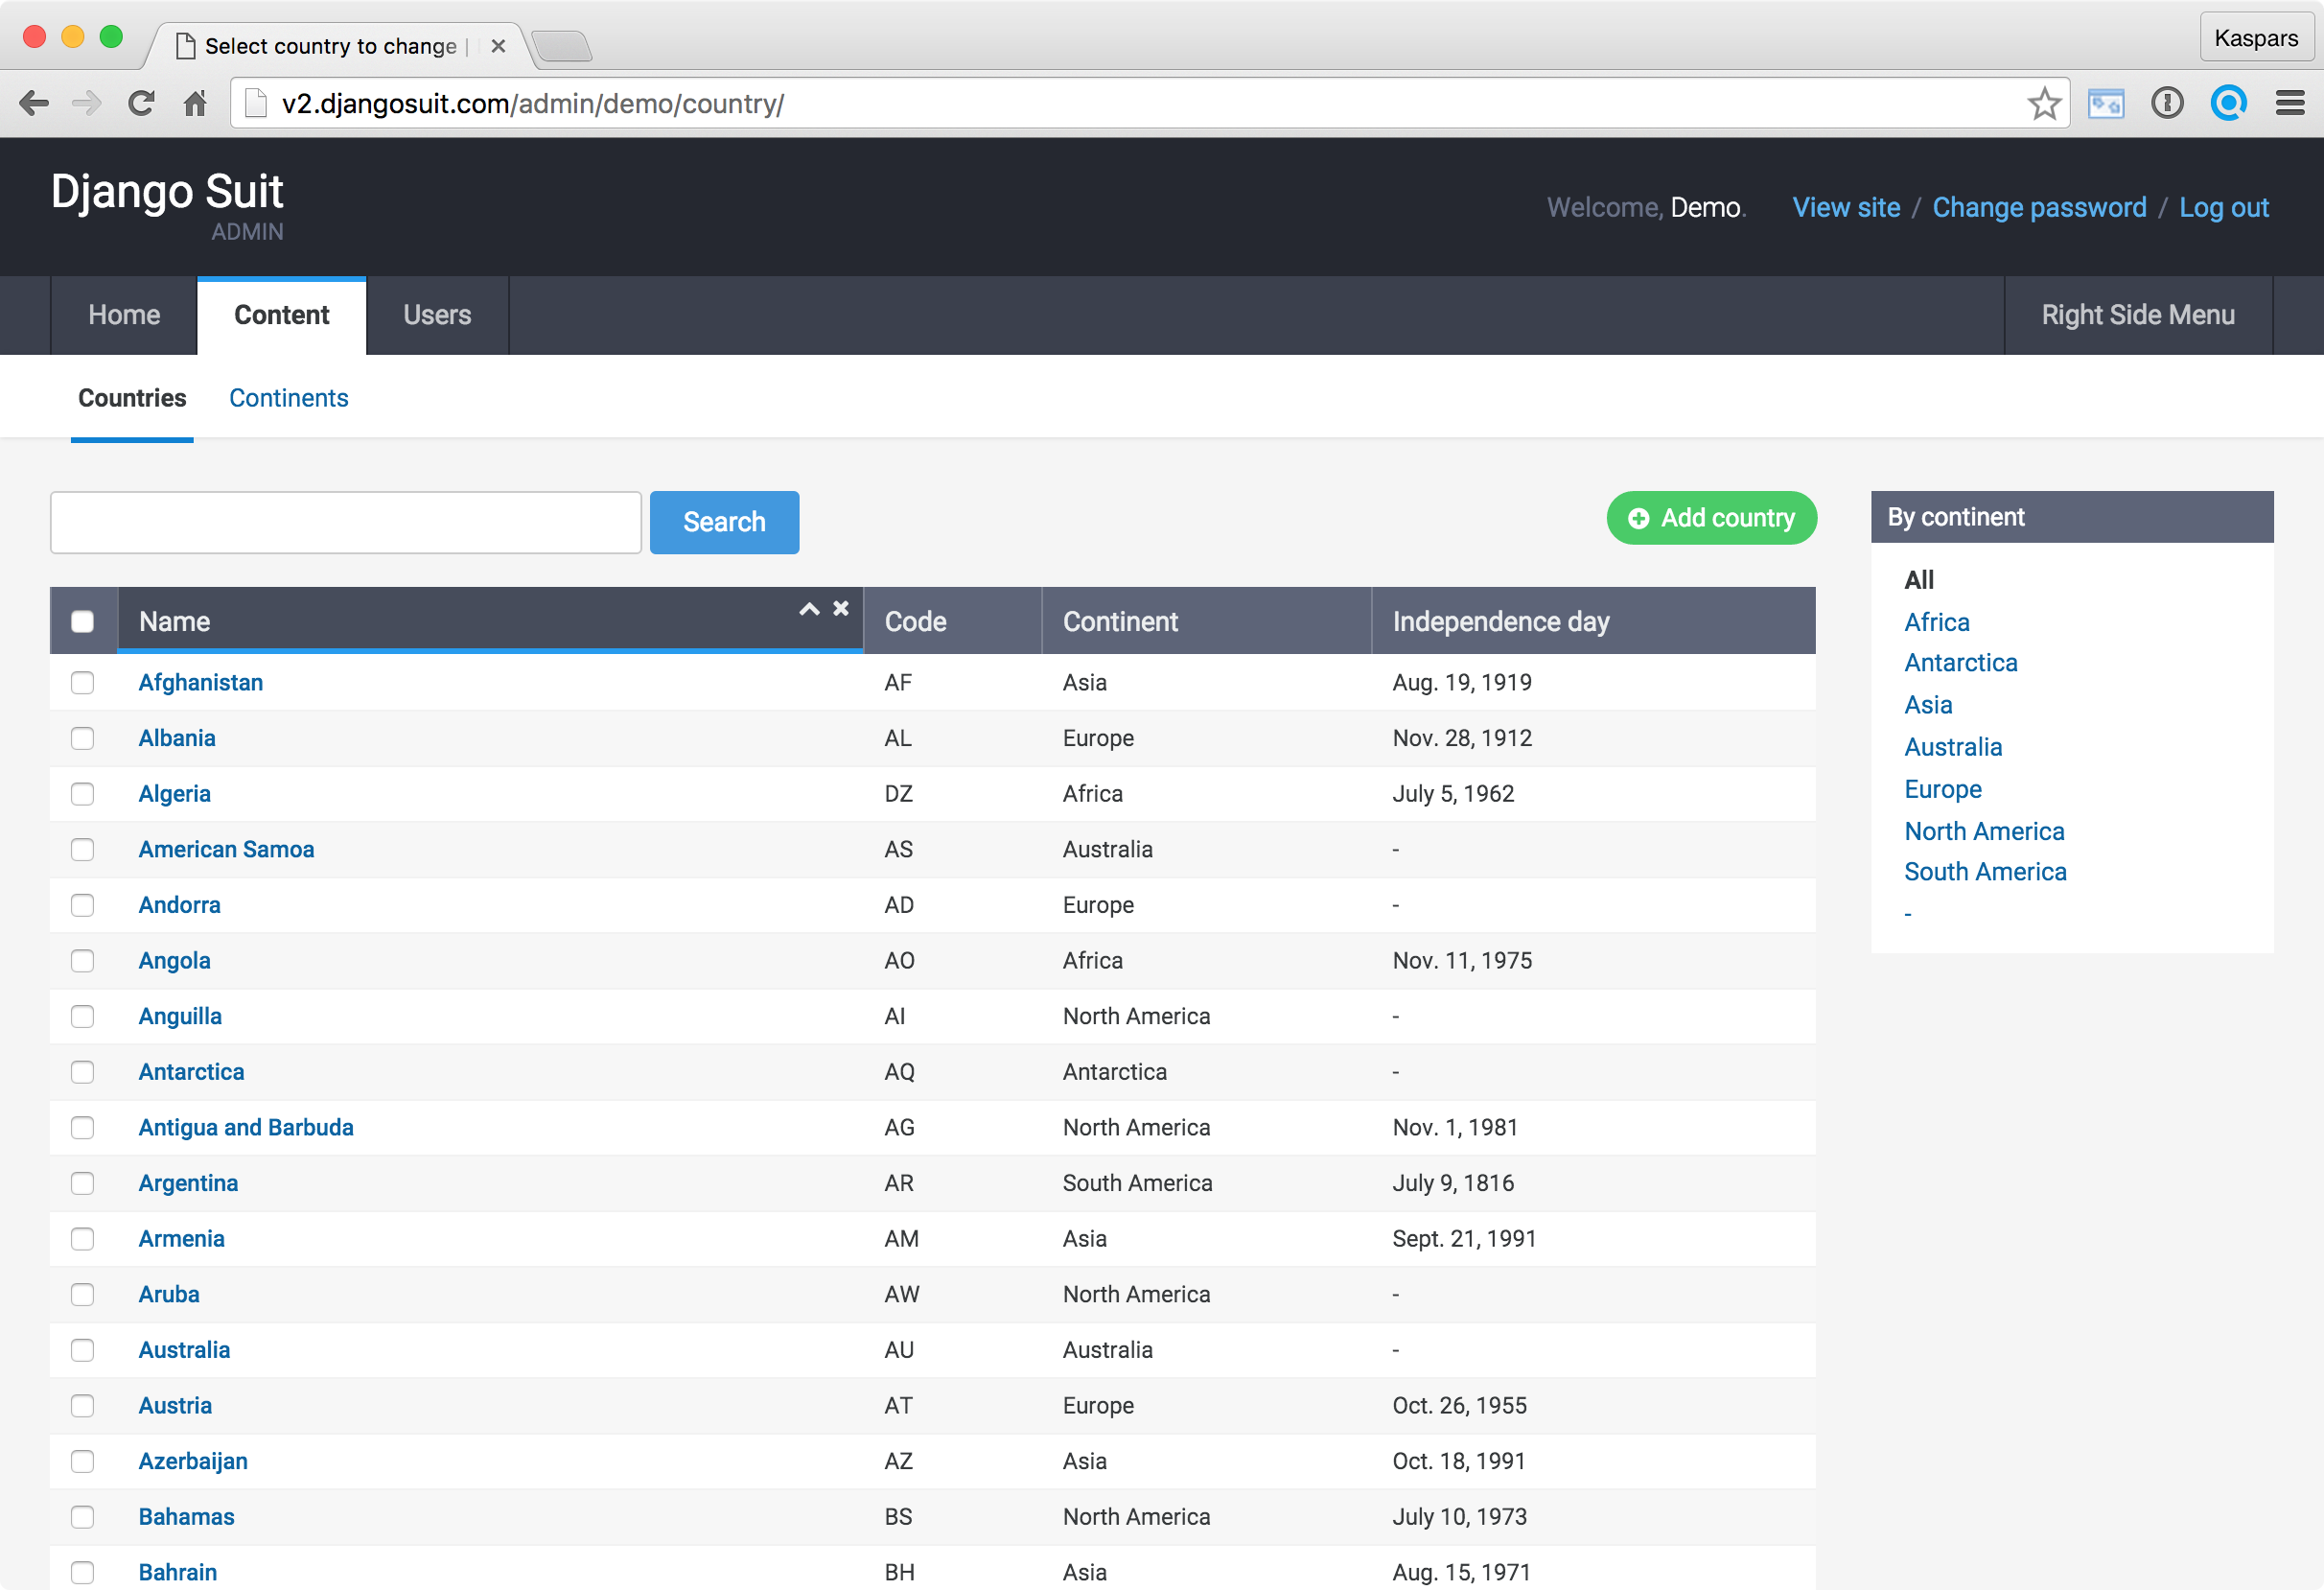 Select country to change |
Kaspars
v2.djangosuit.com/admin/demo/country/
Django Suit
ADMIN
Welcome, Demo. View site / Change password / Log out
Home Content Users Right Side Menu
Countries Continents
Search Add country By continent
All
Africa
Antarctica
Asia
Australia
Europe
North America
South America
-
Name Code Continent Independence day
Afghanistan AF Asia Aug. 19, 1919
Albania AL Europe Nov. 28, 1912
Algeria DZ Africa July 5, 1962
American Samoa AS Australia -
Andorra AD Europe -
Angola AO Africa Nov. 11, 1975
Anguilla AI North America -
Antarctica AQ Antarctica -
Antigua and Barbuda AG North America Nov. 1, 1981
Argentina AR South America July 9, 1816
Armenia AM Asia Sept. 21, 1991
Aruba AW North America -
Australia AU Australia -
Austria AT Europe Oct. 26, 1955
Azerbaijan AZ Asia Oct. 18, 1991
Bahamas BS North America July 10, 1973
Bahrain BH Asia Aug. 15, 1971